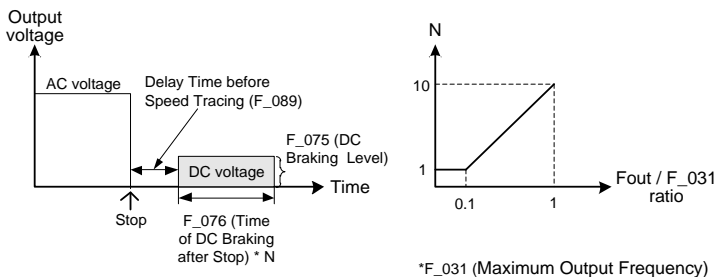 Output
voltage
AC voltage
Delay Time before
Speed Tracing (F_089)
F_075 (DC
Braking Level)
DC voltage
Time
Stop
F_076 (Time
of DC Braking
after Stop) * N
N
10
1
0.1
1
Fout / F_031
ratio
*F_031 (Maximum Output Frequency)